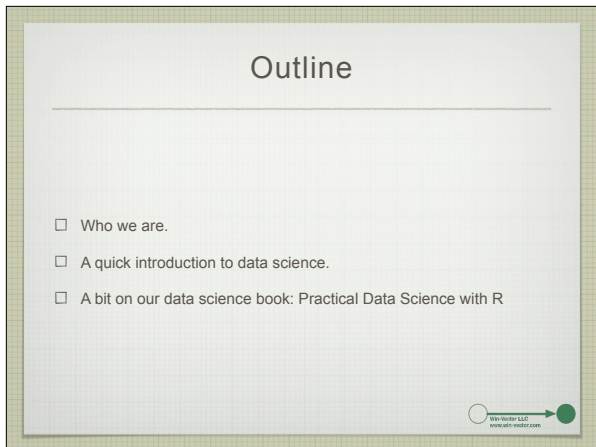 Outline
Who we are.
A quick introduction to data science.
A bit on our data science book: Practical Data Science with R
Win-Vector LLC
www.win-vector.com